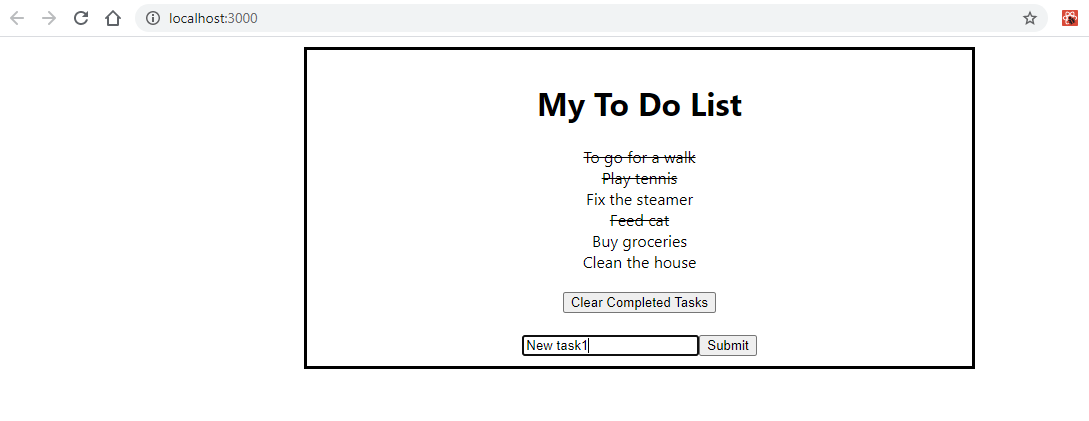 localhost:3000
My To Do List
To go for a walk
Play tennis
Fix the steamer
Feed cat
Buy groceries
Clean the house
Clear Completed Tasks
New task1 Submit